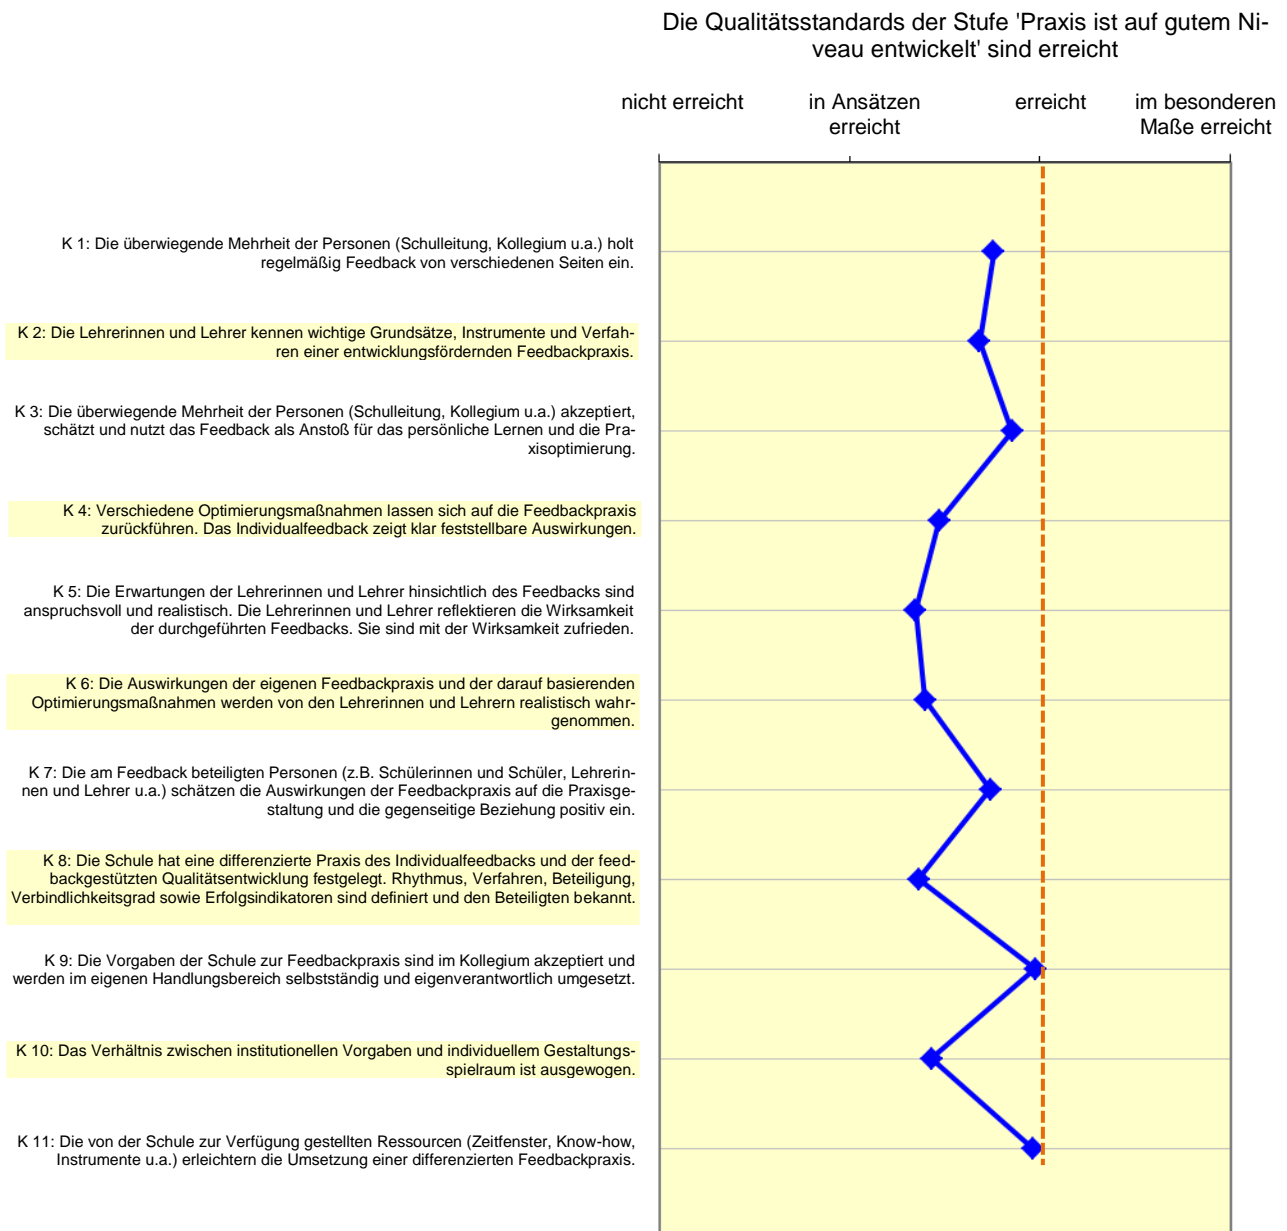 Die Qualitätsstandards der Stufe 'Praxis ist auf gutem Ni-
veau entwickelt' sind erreicht
nicht erreicht
in Ansätzen
erreicht
erreicht
im besonderen
Maße erreicht
K 1: Die überwiegende Mehrheit der Personen (Schulleitung, Kollegium u.a.) holt
regelmäßig Feedback von verschiedenen Seiten ein.
K 2: Die Lehrerinnen und Lehrer kennen wichtige Grundsätze, Instrumente und Verfah-
ren einer entwicklungsfördernden Feedbackpraxis.
K 3: Die überwiegende Mehrheit der Personen (Schulleitung, Kollegium u.a.) akzeptiert,
schätzt und nutzt das Feedback als Anstoß für das persönliche Lernen und die Pra-
xisoptimierung.
K 4: Verschiedene Optimierungsmaßnahmen lassen sich auf die Feedbackpraxis
zurückführen. Das Individualfeedback zeigt klar feststellbare Auswirkungen.
K 5: Die Erwartungen der Lehrerinnen und Lehrer hinsichtlich des Feedbacks sind
anspruchsvoll und realistisch. Die Lehrerinnen und Lehrer reflektieren die Wirksamkeit
der durchgeführten Feedbacks. Sie sind mit der Wirksamkeit zufrieden.
K 6: Die Auswirkungen der eigenen Feedbackpraxis und der darauf basierenden
Optimierungsmaßnahmen werden von den Lehrerinnen und Lehrern realistisch wahr-
genommen.
K 7: Die am Feedback beteiligten Personen (z.B. Schülerinnen und Schüler, Lehrerin-
nen und Lehrer u.a.) schätzen die Auswirkungen der Feedbackpraxis auf die Praxisge-
staltung und die gegenseitige Beziehung positiv ein.
K 8: Die Schule hat eine differenzierte Praxis des Individualfeedbacks und der feed-
backgestützten Qualitätsentwicklung festgelegt. Rhythmus, Verfahren, Beteiligung,
Verbindlichkeitsgrad sowie Erfolgsindikatoren sind definiert und den Beteiligten bekannt.
K 9: Die Vorgaben der Schule zur Feedbackpraxis sind im Kollegium akzeptiert und
werden im eigenen Handlungsbereich selbstständig und eigenverantwortlich umgesetzt.
K 10: Das Verhältnis zwischen institutionellen Vorgaben und individuellem Gestaltungs-
spielraum ist ausgewogen.
K 11: Die von der Schule zur Verfügung gestellten Ressourcen (Zeitfenster, Know-how,
Instrumente u.a.) erleichtern die Umsetzung einer differenzierten Feedbackpraxis.